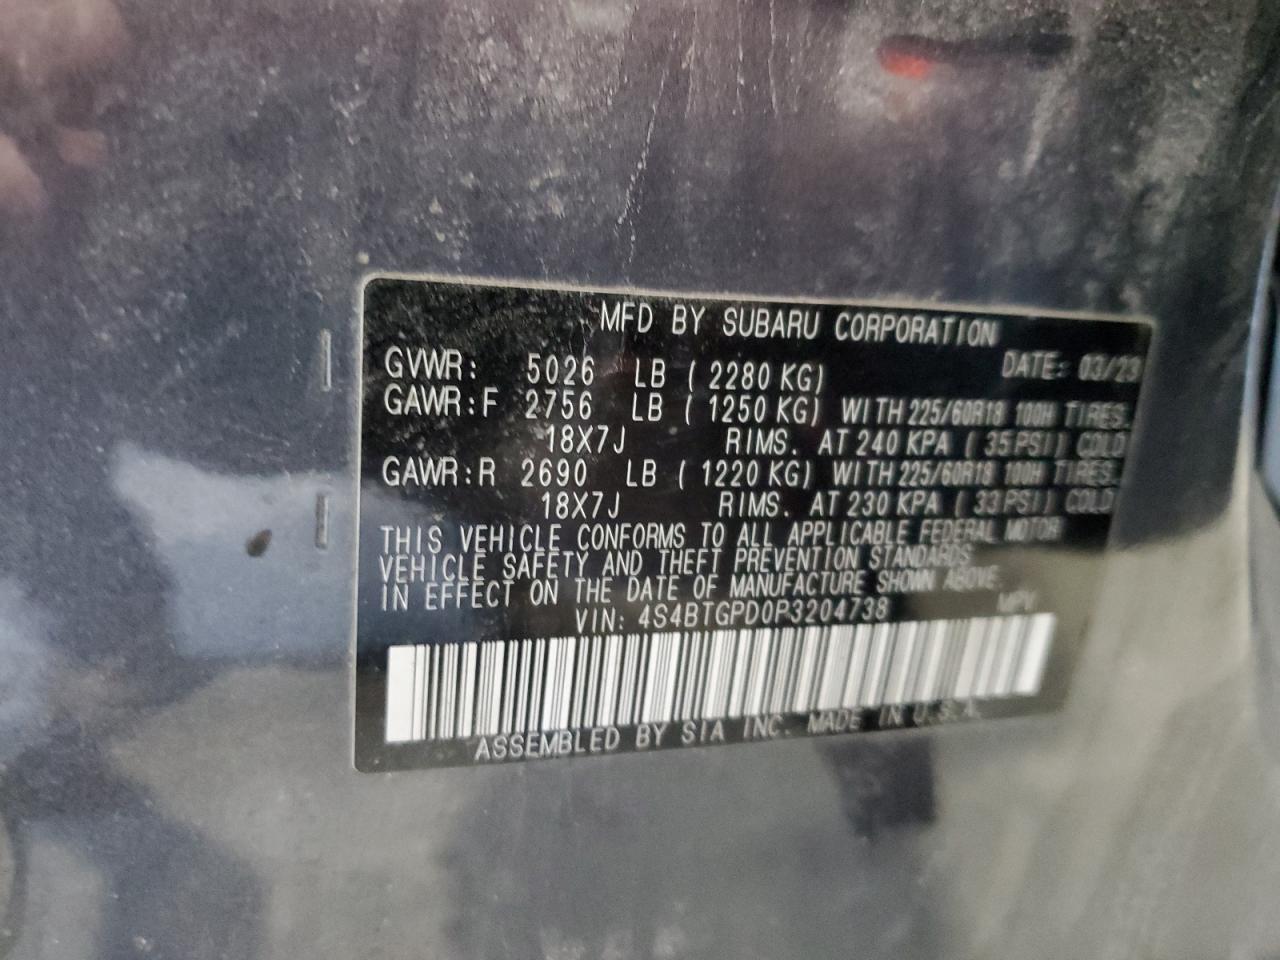 MFD BY SUBARU CORPORATION
DATE: 03/23
GVWR: 5026 LB ( 2280 KG)
GAWR:F 2756 LB ( 1250 KG) WITH 225/60R18 100H TIRES.
18X7J RIMS. AT 240 KPA ( 35PSI) COLD
GAWR:R 2690 LB ( 1220 KG) WITH 225/60R18 100H TIRES.
18X7J RIMS. AT 230 KPA ( 33PSI) COLD
THIS VEHICLE CONFORMS TO ALL APPLICABLE FEDERAL MOTOR
VEHICLE SAFETY AND THEFT PREVENTION STANDARDS
IN EFFECT ON THE DATE OF MANUFACTURE SHOWN ABOVE.
VIN: 4S4BTGPD0P3204738 MPV
ASSEMBLED BY SIA INC. MADE IN U.S.A.